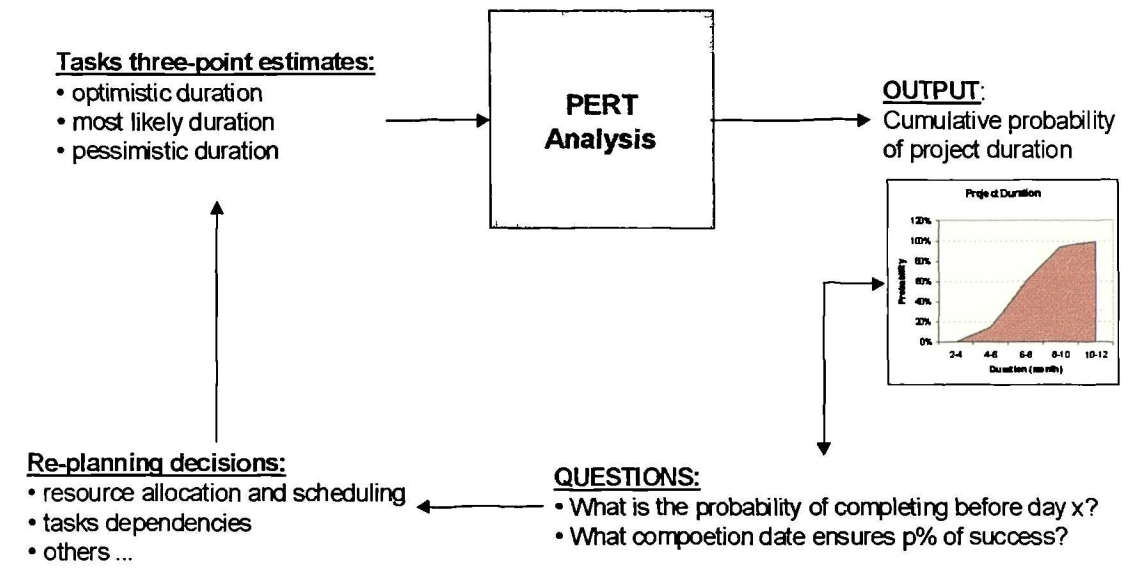 Tasks three-point estimates:
• optimistic duration
• most likely duration
• pessimistic duration
PERT
Analysis
OUTPUT:
Cumulative probability
of project duration
Project Duration
120%
100%
80%
60%
40%
20%
0%
Probability
2-4 4-6 6-8 8-10 10-12
Duration (month)
Re-planning decisions:
• resource allocation and scheduling
• tasks dependencies
• others ...
QUESTIONS:
• What is the probability of completing before day x?
• What compoetion date ensures p% of success?